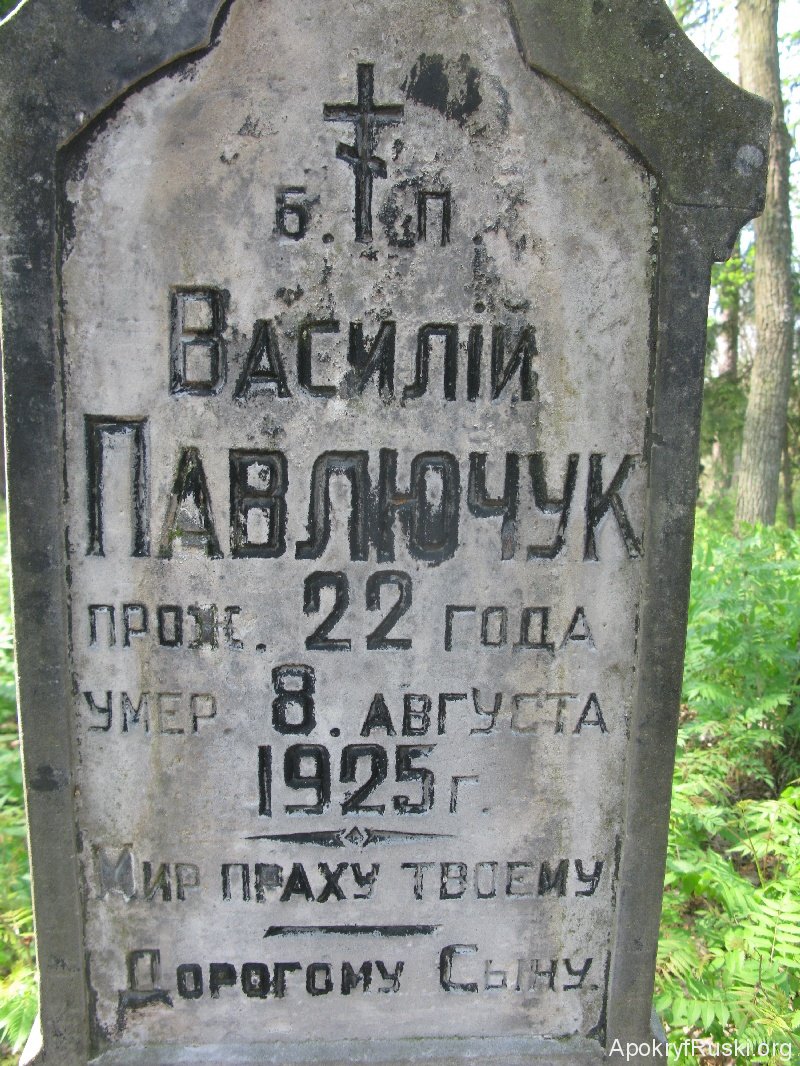 Б. П.
ВАСИЛІЙ
ПАВЛЮЧУК
ПРОЖ. 22 ГОДА
УМЕР. 8. АВГУСТА
1925 Г.
МИР ПРАХУ ТВОЕМУ
ДОРОГОМУ СЫНУ.
ApokryfRuski.org